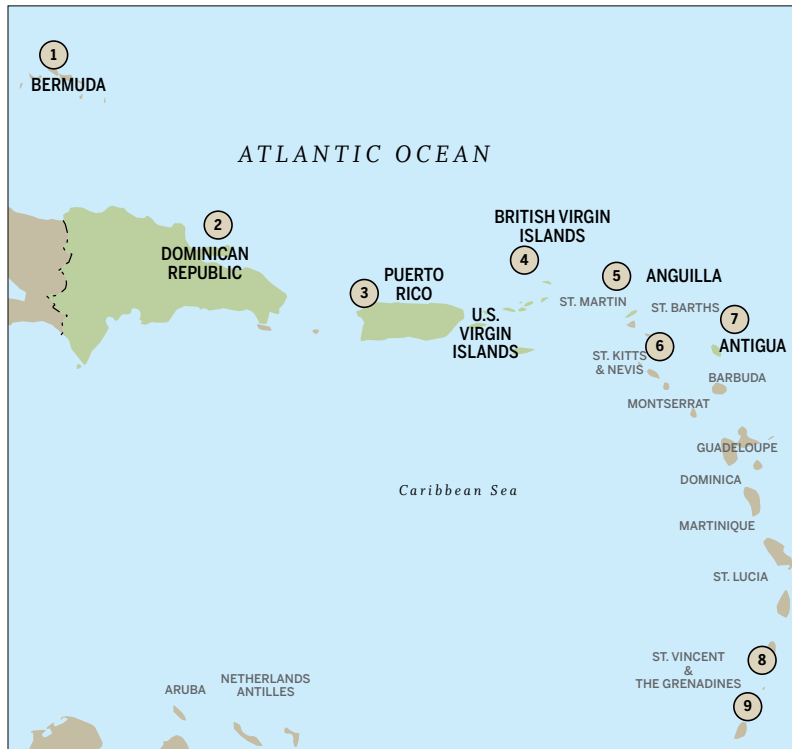 1
BERMUDA
ATLANTIC OCEAN
2
DOMINICAN
REPUBLIC
3
PUERTO
RICO
BRITISH VIRGIN
ISLANDS
4
U.S.
VIRGIN
ISLANDS
5
ANGUILLA
ST. MARTIN
ST. BARTHS
7
ANTIGUA
6
ST. KITTS
& NEVIS
BARBUDA
MONTSERRAT
GUADELOUPE
DOMINICA
Caribbean Sea
MARTINIQUE
ST. LUCIA
ST. VINCENT
&
THE GRENADINES
8
9
ARUBA
NETHERLANDS
ANTILLES